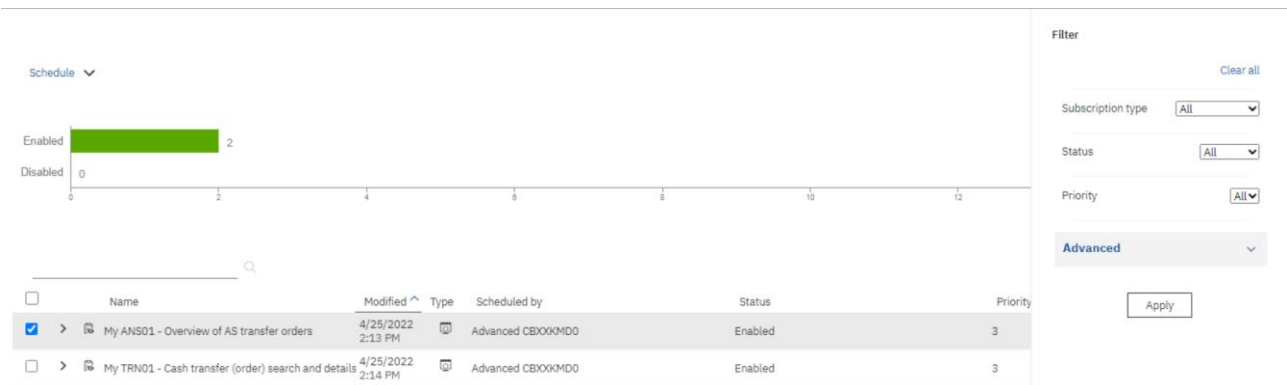 Filter
Clear all
Schedule
Subscription type All
Enabled 2
Status All
Disabled 0
0 2 4 6 8 10 12
Priority All
Advanced
Name Modified Type Scheduled by Status Priority
Apply
My ANS01 - Overview of AS transfer orders 4/25/2022 2:13 PM Advanced CBXXKMD0 Enabled 3
My TRN01 - Cash transfer (order) search and details 4/25/2022 2:14 PM Advanced CBXXKMD0 Enabled 3